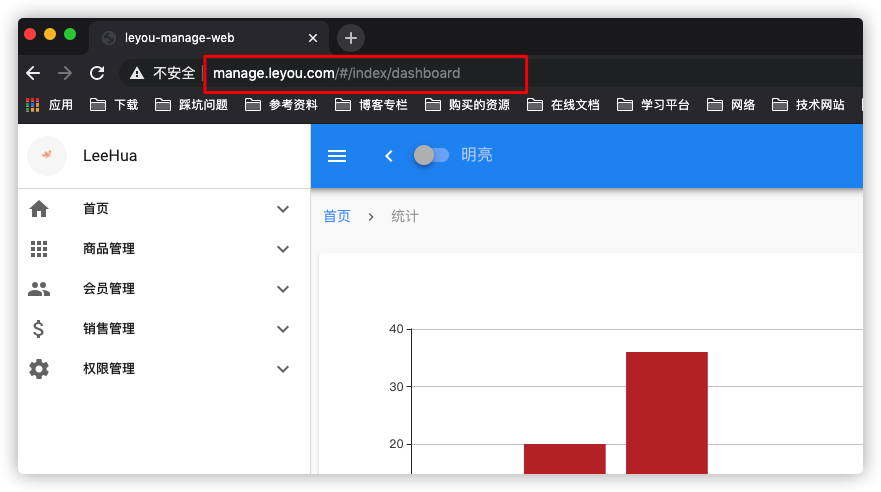 leyou-manage-web
不安全 manage.leyou.com/#/index/dashboard
应用 下载 踩坑问题 参考资料 博客专栏 购买的资源 在线文档 学习平台 网络 技术网站
LeeHua
明亮
首页
商品管理
会员管理
销售管理
权限管理
首页 > 统计
40
30
20